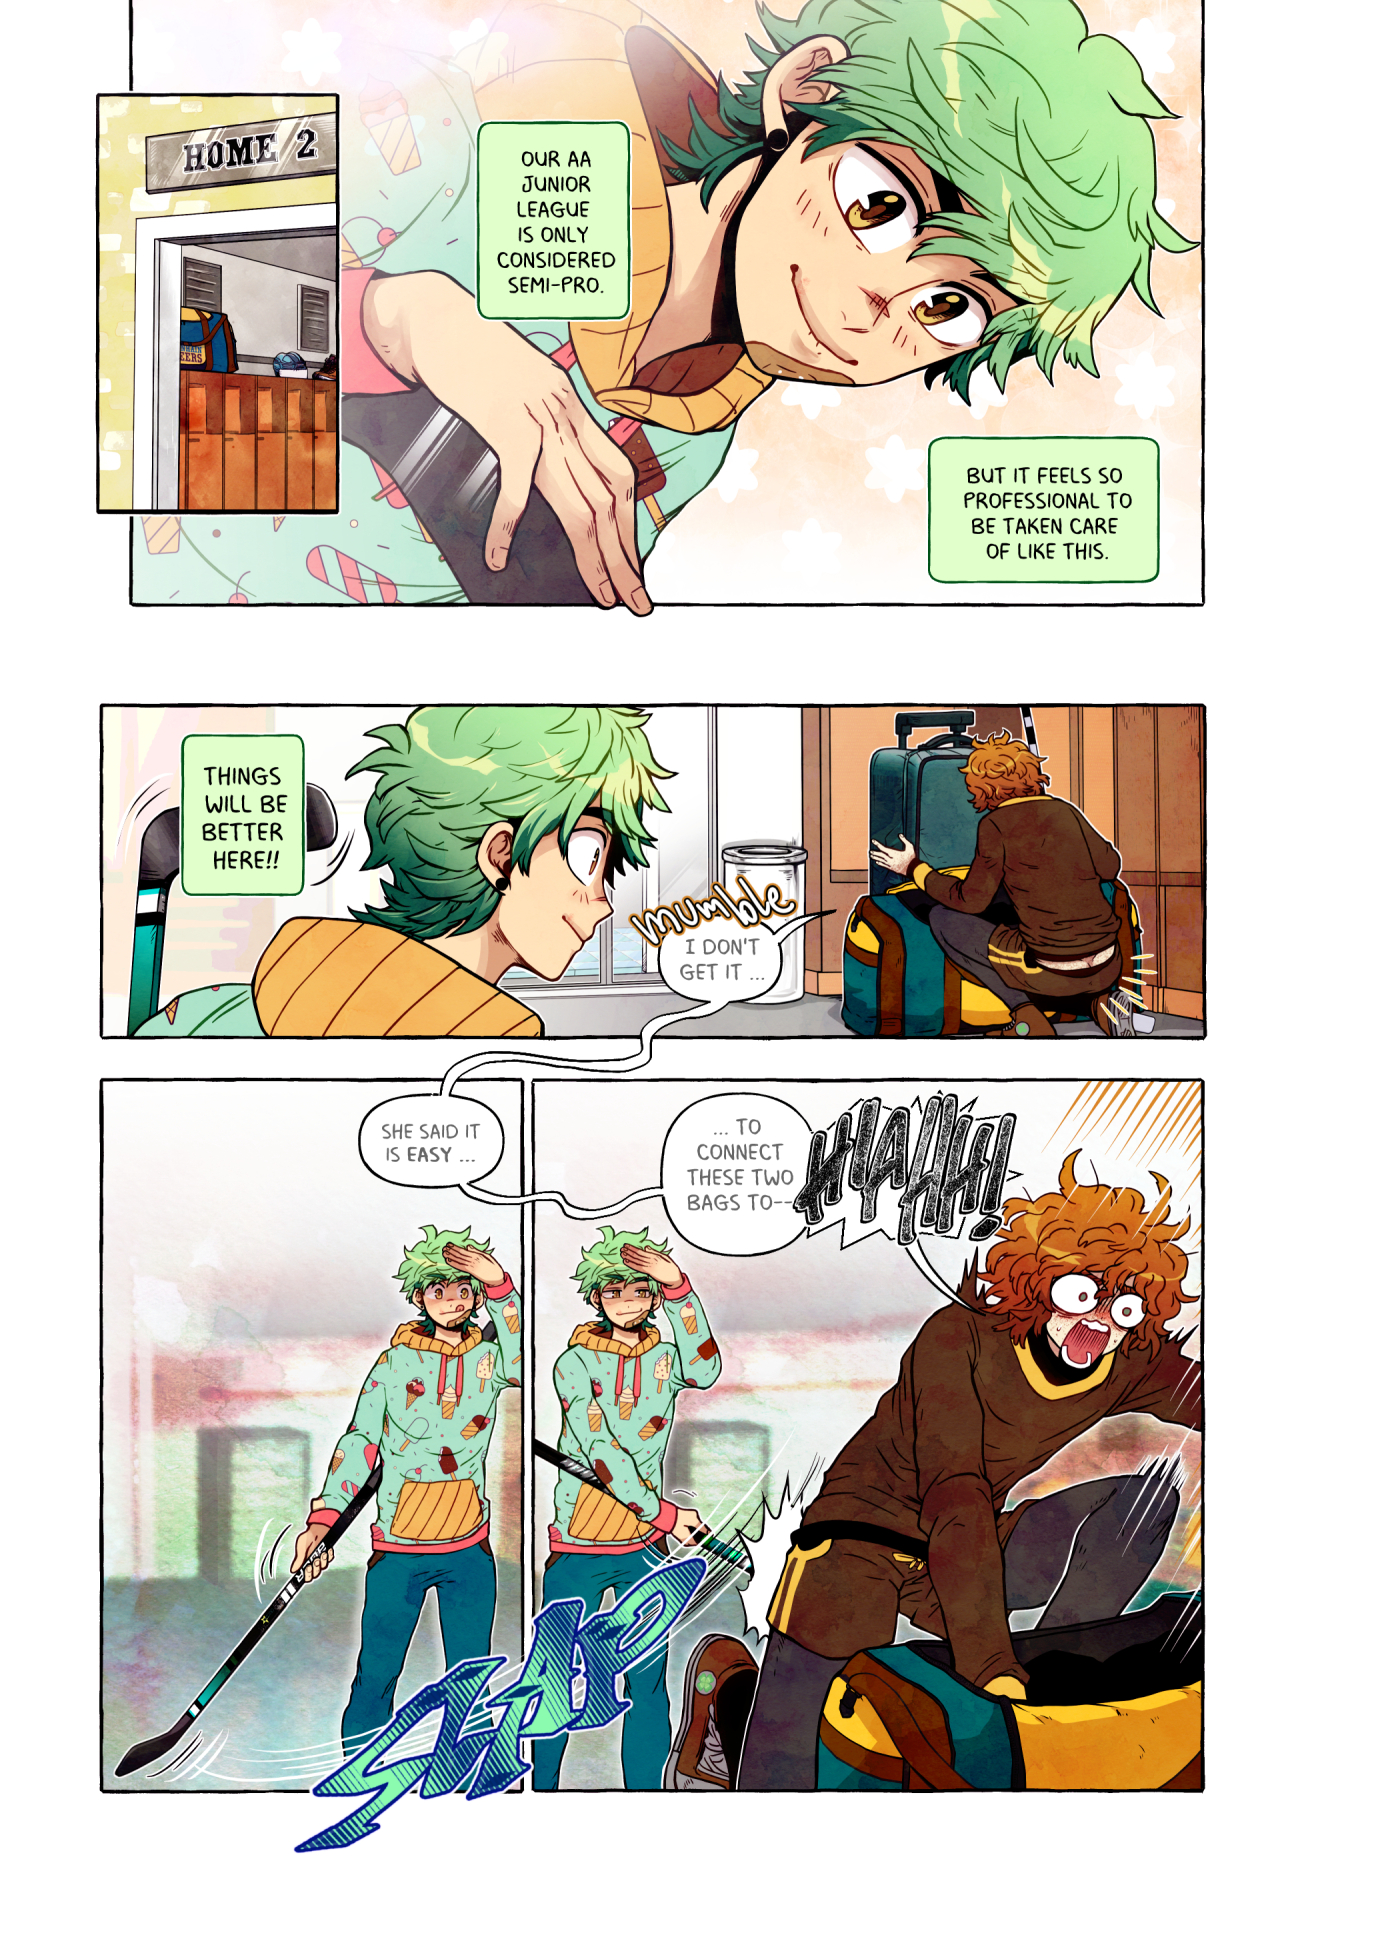 HOME 2
OUR AA
JUNIOR
LEAGUE
IS ONLY
CONSIDERED
SEMI-PRO.
BUT IT FEELS SO
PROFESSIONAL TO
BE TAKEN CARE
OF LIKE THIS.
THINGS
WILL BE
BETTER
HERE!!
mumble
I DON'T
GET IT ...
SHE SAID IT
IS EASY ...
... TO
CONNECT
THESE TWO
BAGS TO--
HIAHH!
SLAP